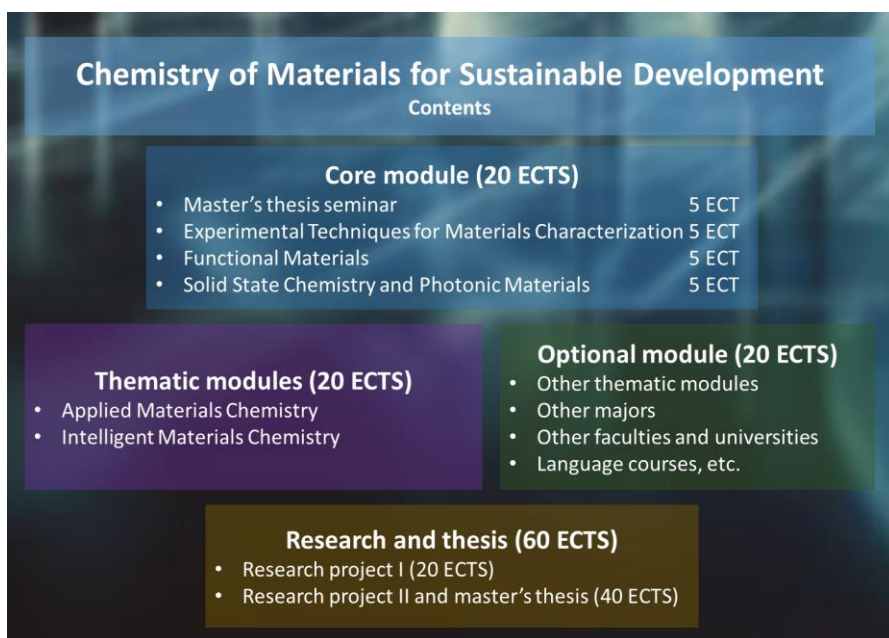 Chemistry of Materials for Sustainable Development
Contents
Core module (20 ECTS)
• Master's thesis seminar 5 ECT
• Experimental Techniques for Materials Characterization 5 ECT
• Functional Materials 5 ECT
• Solid State Chemistry and Photonic Materials 5 ECT
Thematic modules (20 ECTS)
• Applied Materials Chemistry
• Intelligent Materials Chemistry
Optional module (20 ECTS)
• Other thematic modules
• Other majors
• Other faculties and universities
• Language courses, etc.
Research and thesis (60 ECTS)
• Research project I (20 ECTS)
• Research project II and master's thesis (40 ECTS)